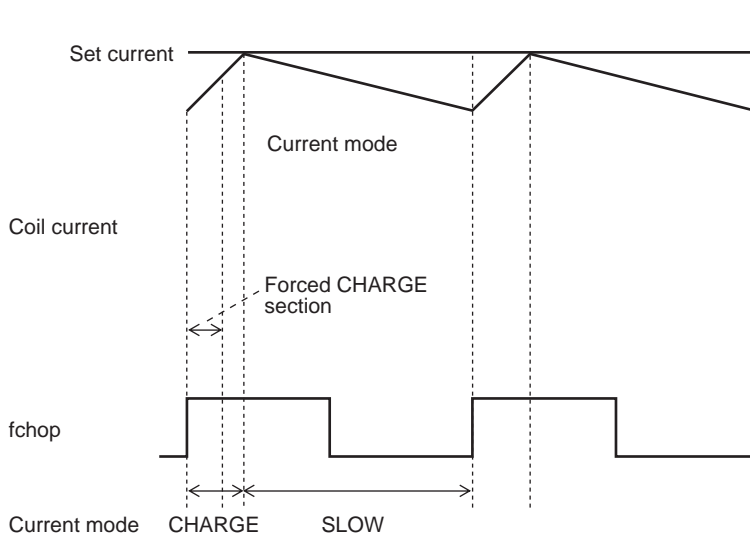 Set current
Current mode
Coil current
Forced CHARGE
section
fchop
Current mode CHARGE SLOW